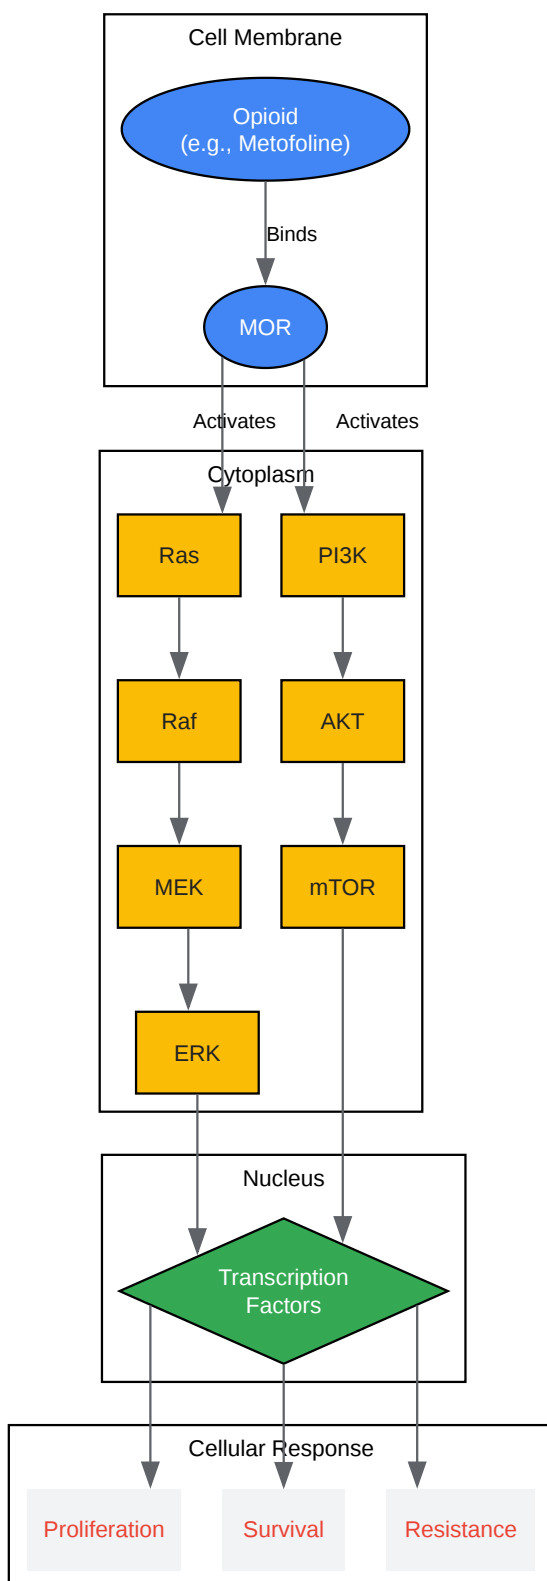 Cell Membrane
Opioid
(e.g., Metofoline)
Binds
MOR
Activates
Activates
Cytoplasm
Ras
PI3K
Raf
AKT
MEK
mTOR
ERK
Nucleus
Transcription
Factors
Cellular Response
Proliferation
Survival
Resistance